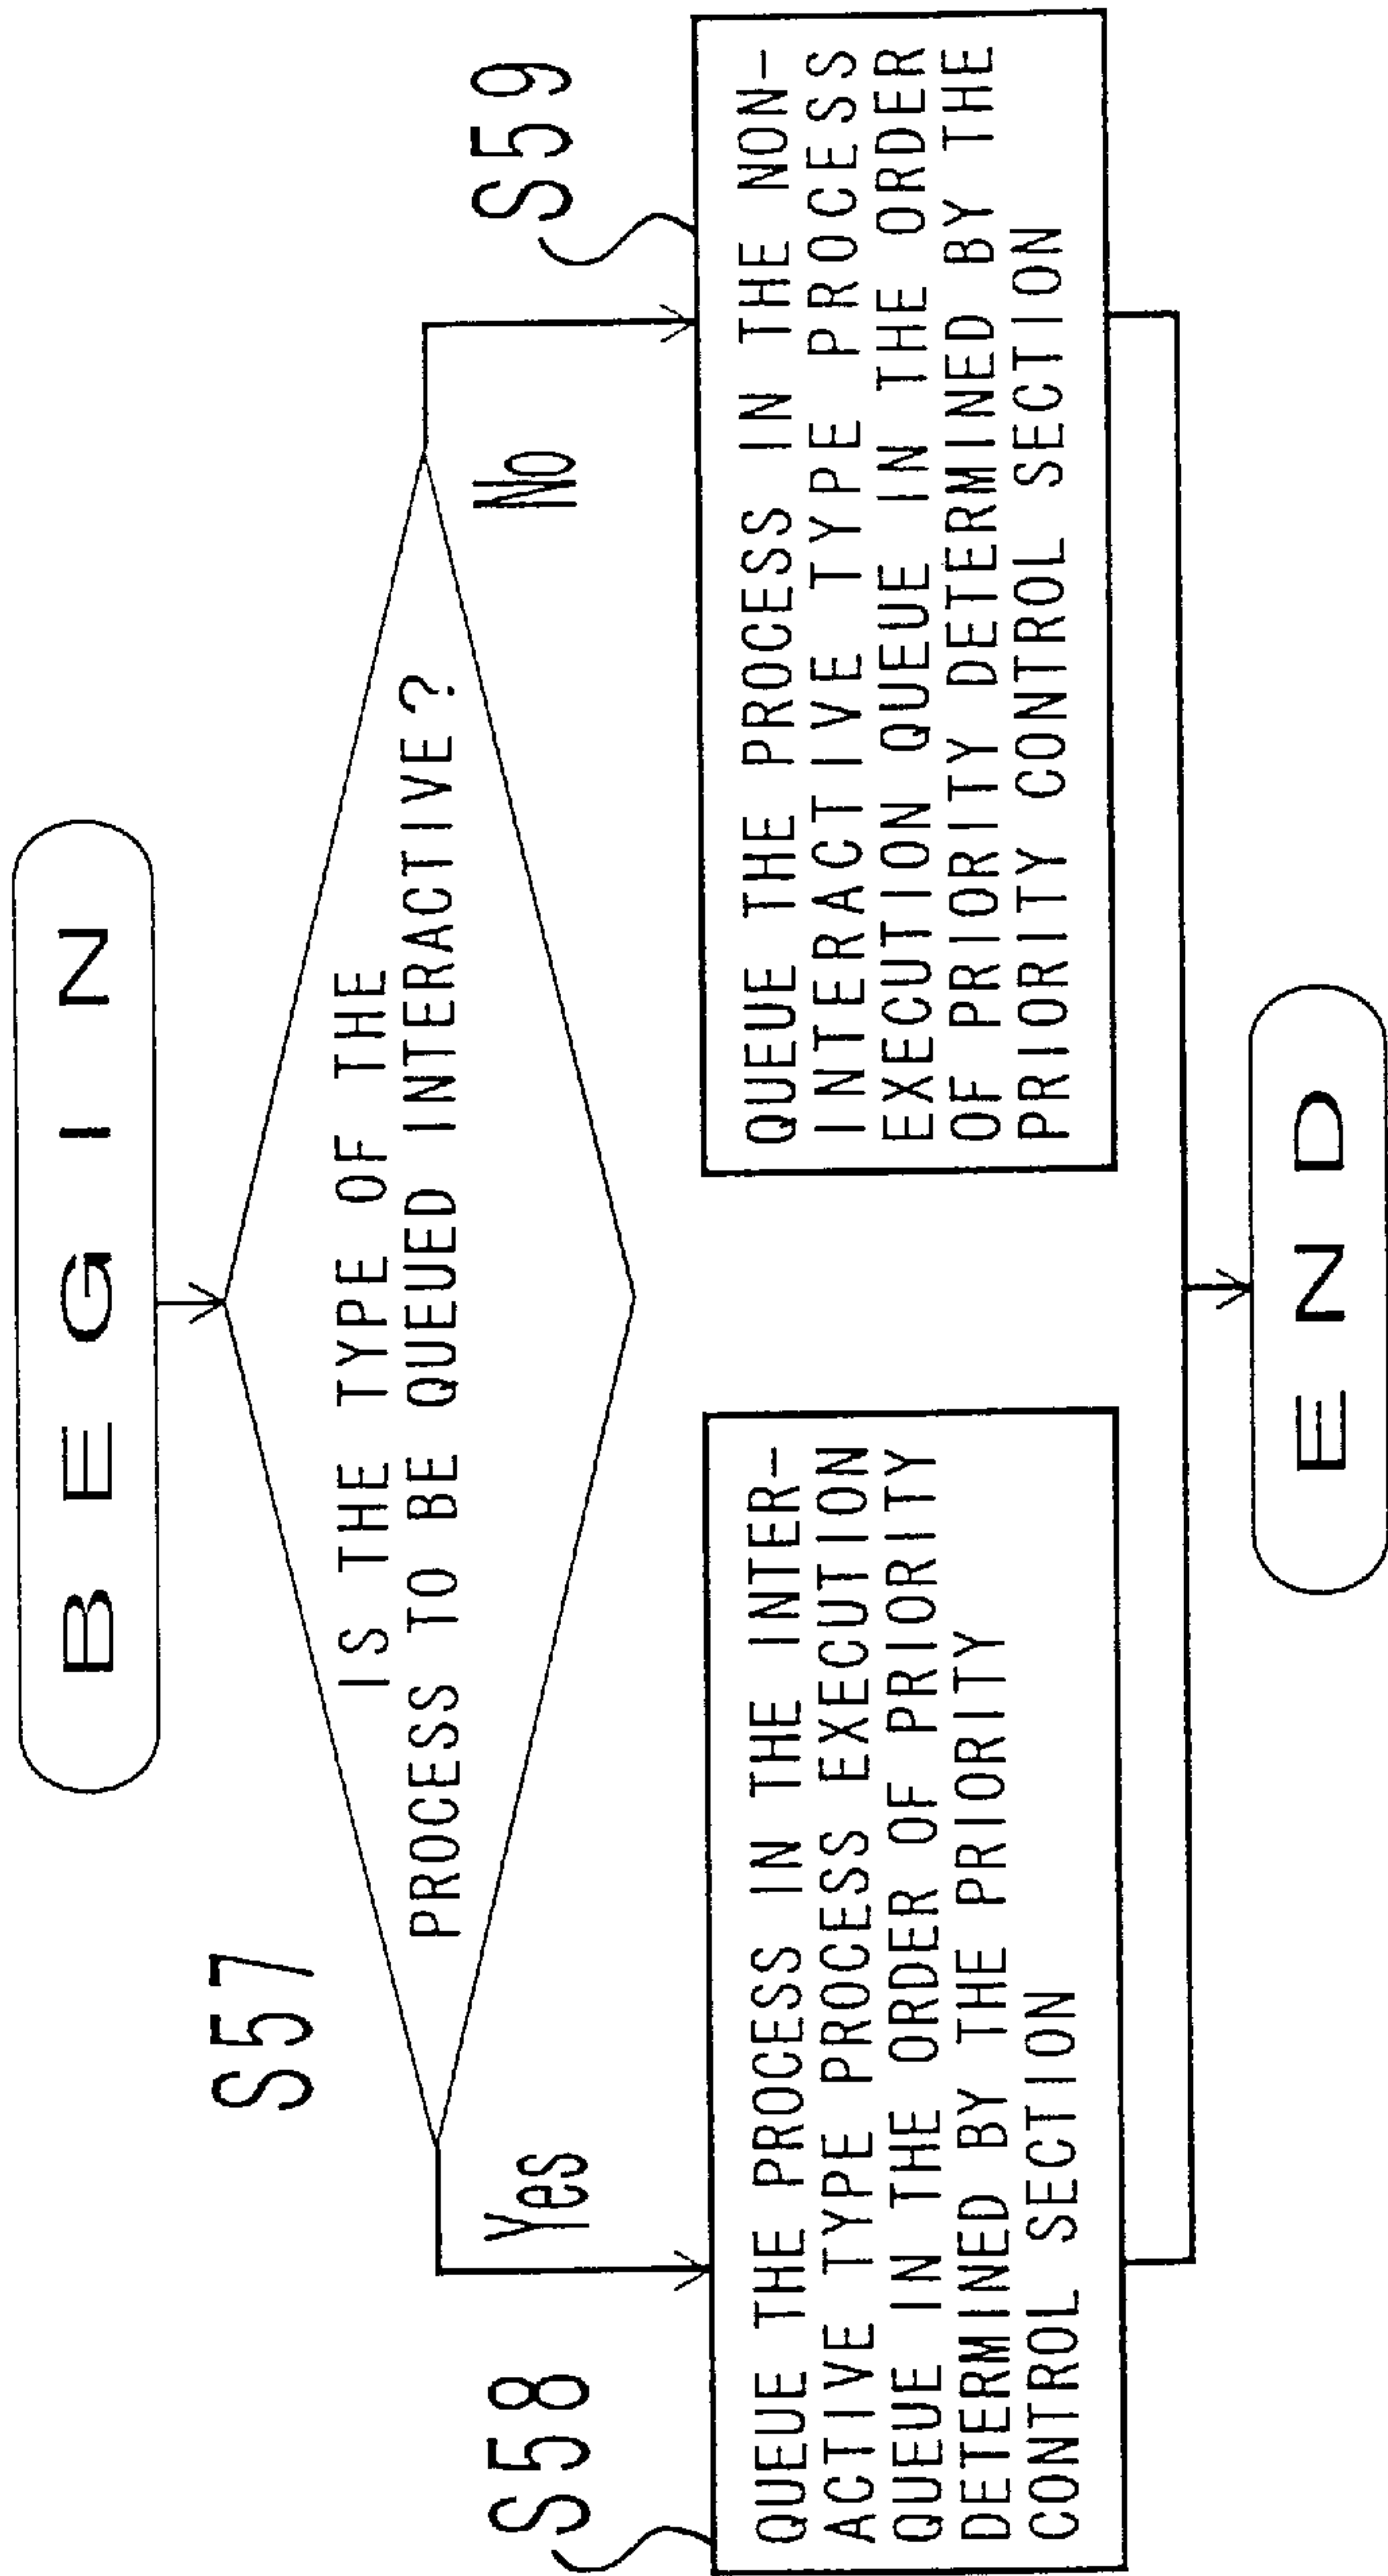 BEGIN
S57
IS THE TYPE OF THE
PROCESS TO BE QUEUED INTERACTIVE?
Yes
No
S58
QUEUE THE PROCESS IN THE INTER-
ACTIVE TYPE PROCESS EXECUTION
QUEUE IN THE ORDER OF PRIORITY
DETERMINED BY THE PRIORITY
CONTROL SECTION
S59
QUEUE THE PROCESS IN THE NON-
INTERACTIVE TYPE PROCESS
EXECUTION QUEUE IN THE ORDER
OF PRIORITY DETERMINED BY THE
PRIORITY CONTROL SECTION
END